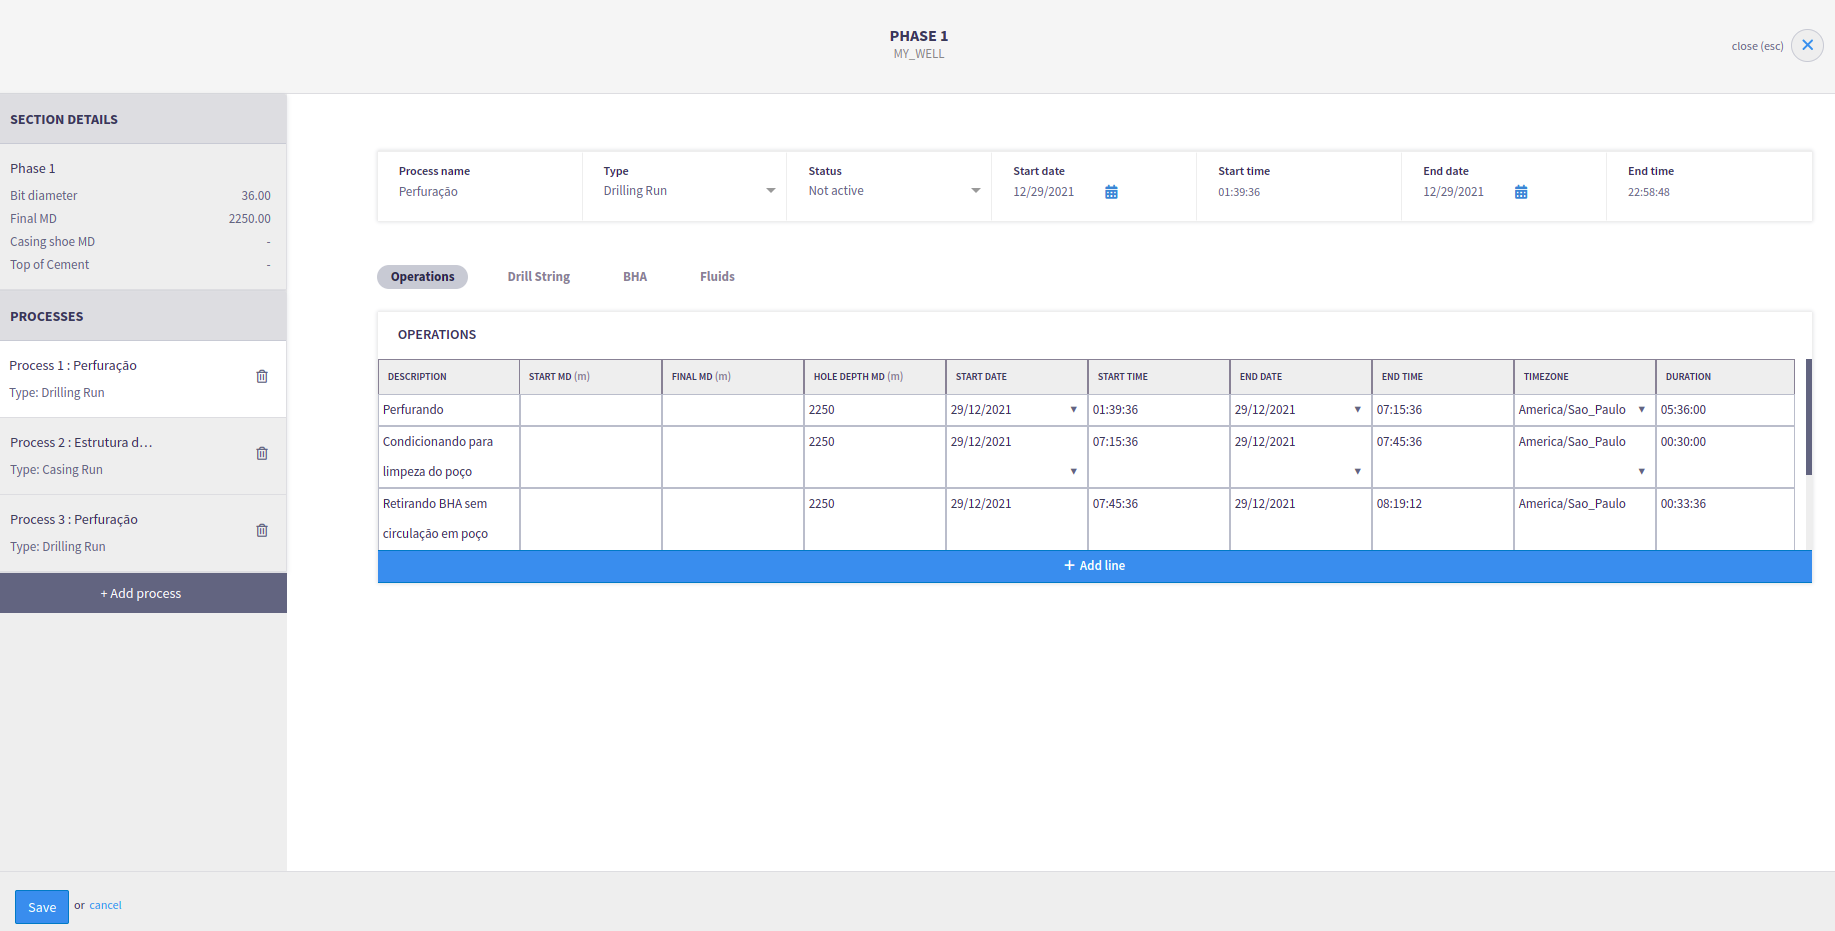 PHASE 1
MY_WELL
close (esc)
SECTION DETAILS
Phase 1
Bit diameter 36.00
Final MD 2250.00
Casing shoe MD -
Top of Cement -
PROCESSES
Process 1 : Perfuração
Type: Drilling Run
Process 2 : Estrutura d...
Type: Casing Run
Process 3 : Perfuração
Type: Drilling Run
+ Add process
Process name Type Status Start date Start time End date End time
Perfuração Drilling Run Not active 12/29/2021 01:39:36 12/29/2021 22:58:48
Operations Drill String BHA Fluids
OPERATIONS
DESCRIPTION START MD (m) FINAL MD (m) HOLE DEPTH MD (m) START DATE START TIME END DATE END TIME TIMEZONE DURATION
Perfurando 2250 29/12/2021 01:39:36 29/12/2021 07:15:36 America/Sao_Paulo 05:36:00
Condicionando para 2250 29/12/2021 07:15:36 29/12/2021 07:45:36 America/Sao_Paulo 00:30:00
limpeza do poço
Retirando BHA sem 2250 29/12/2021 07:45:36 29/12/2021 08:19:12 America/Sao_Paulo 00:33:36
circulação em poço
+ Add line
Save or cancel